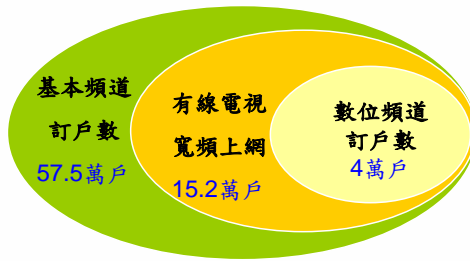 基本頻道
訂戶數
57.5萬戶
有線電視
寬頻上網
15.2萬戶
數位頻道
訂戶數
4萬戶